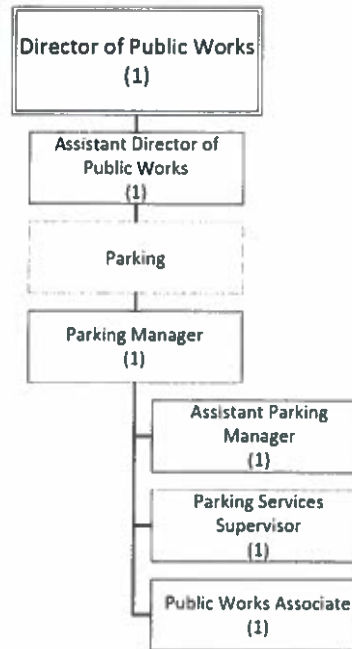 Director of Public Works
(1)
Assistant Director of
Public Works
(1)
Parking
Parking Manager
(1)
Assistant Parking
Manager
(1)
Parking Services
Supervisor
(1)
Public Works Associate
(1)